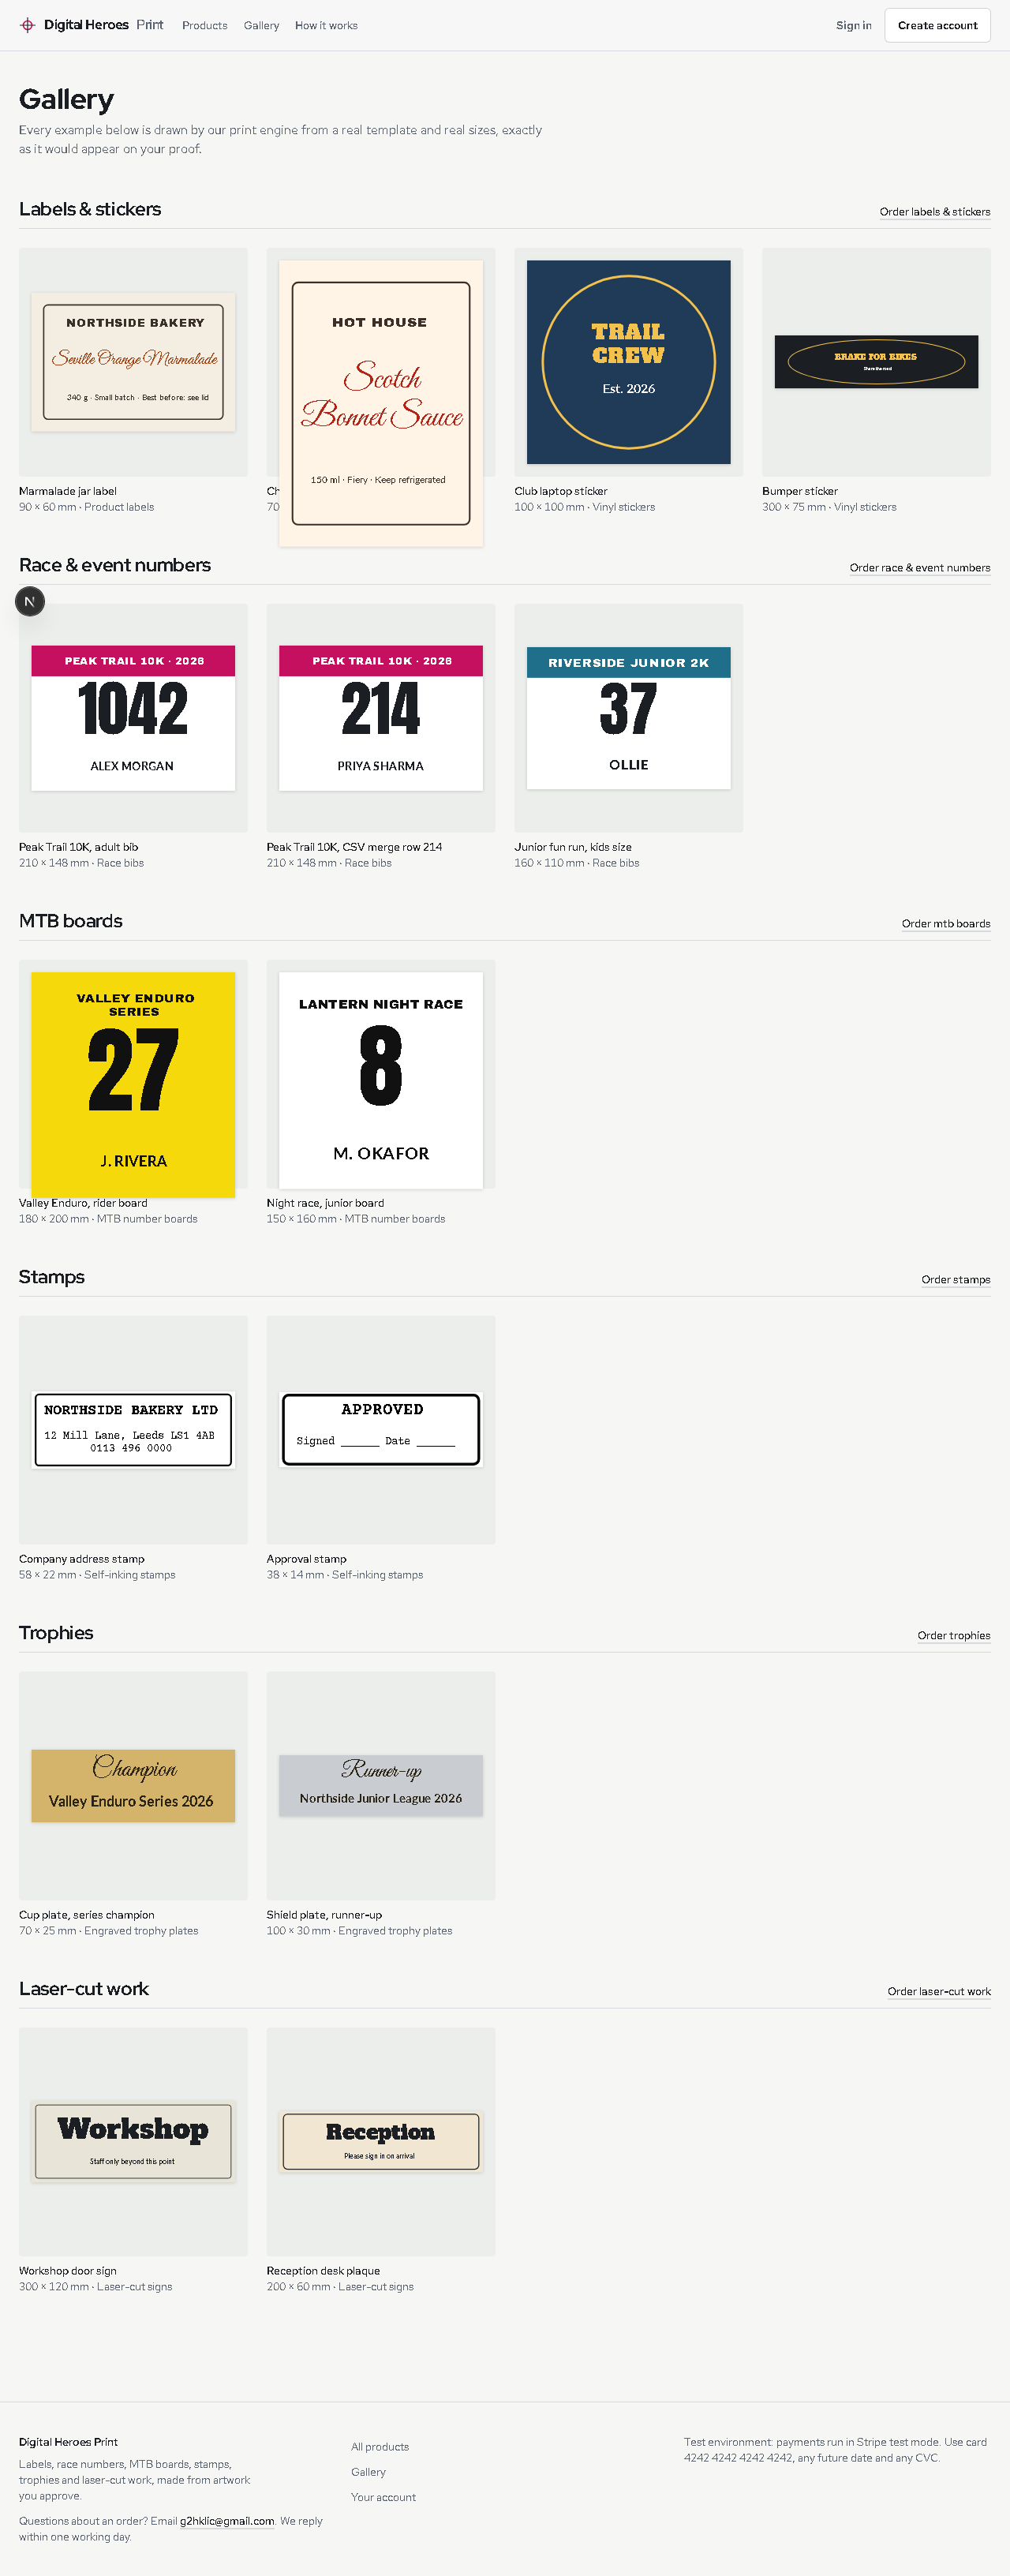 Digital Heroes Print
Products
Gallery
How it works
Sign in
Create account
Gallery
Every example below is drawn by our print engine from a real template and real sizes, exactly
as it would appear on your proof.
Labels & stickers
Order labels & stickers
NORTHSIDE BAKERY
Seville Orange Marmalade
340 g · Small batch · Best before: see lid
Marmalade jar label
90 × 60 mm · Product labels
HOT HOUSE
Scotch
Bonnet Sauce
150 ml · Fiery · Keep refrigerated
Ch
70
TRAIL
CREW
Est. 2026
Club laptop sticker
100 × 100 mm · Vinyl stickers
BRAKE FOR BIKES
Share the road
Bumper sticker
300 × 75 mm · Vinyl stickers
Race & event numbers
Order race & event numbers
N
PEAK TRAIL 10K · 2026
1042
ALEX MORGAN
Peak Trail 10K, adult bib
210 × 148 mm · Race bibs
PEAK TRAIL 10K · 2026
214
PRIYA SHARMA
Peak Trail 10K, CSV merge row 214
210 × 148 mm · Race bibs
RIVERSIDE JUNIOR 2K
37
OLLIE
Junior fun run, kids size
160 × 110 mm · Race bibs
MTB boards
Order mtb boards
VALLEY ENDURO
SERIES
27
J. RIVERA
Valley Enduro, rider board
180 × 200 mm · MTB number boards
LANTERN NIGHT RACE
8
M. OKAFOR
Night race, junior board
150 × 160 mm · MTB number boards
Stamps
Order stamps
NORTHSIDE BAKERY LTD
12 Mill Lane, Leeds LS1 4AB
0113 496 0000
Company address stamp
58 × 22 mm · Self-inking stamps
APPROVED
Signed ______ Date ______
Approval stamp
38 × 14 mm · Self-inking stamps
Trophies
Order trophies
Champion
Valley Enduro Series 2026
Cup plate, series champion
70 × 25 mm · Engraved trophy plates
Runner-up
Northside Junior League 2026
Shield plate, runner-up
100 × 30 mm · Engraved trophy plates
Laser-cut work
Order laser-cut work
Workshop
Staff only beyond this point
Workshop door sign
300 × 120 mm · Laser-cut signs
Reception
Please sign in on arrival
Reception desk plaque
200 × 60 mm · Laser-cut signs
Digital Heroes Print
Labels, race numbers, MTB boards, stamps,
trophies and laser-cut work, made from artwork
you approve.
Questions about an order? Email g2hklic@gmail.com. We reply
within one working day.
All products
Gallery
Your account
Test environment: payments run in Stripe test mode. Use card
4242 4242 4242 4242, any future date and any CVC.